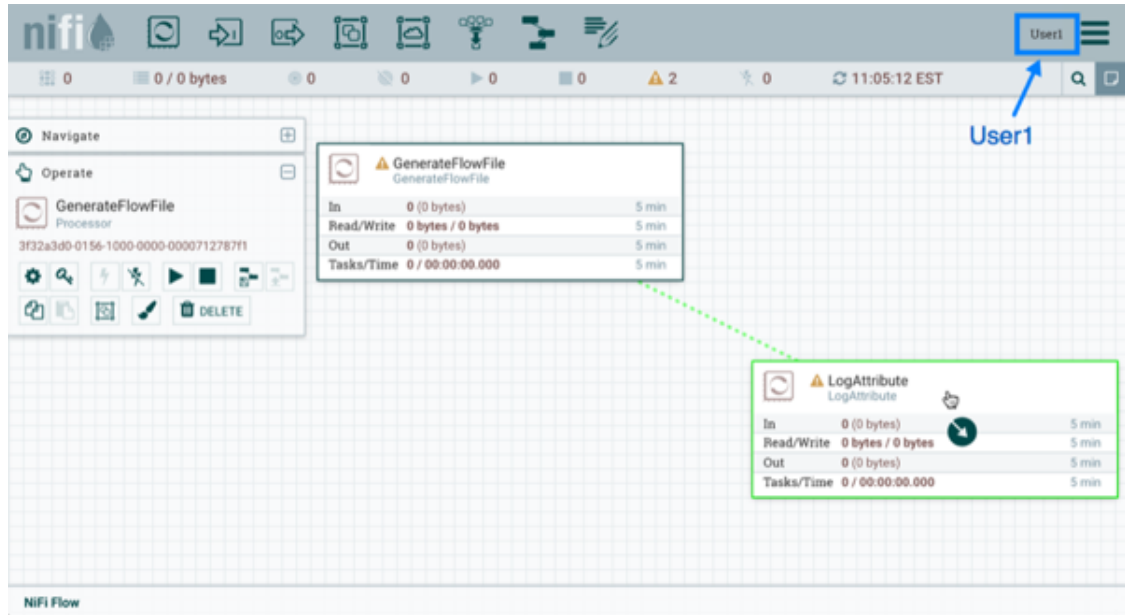 nifi
User1
0
0 / 0 bytes
0
0
0
0
2
0
11:05:12 EST
User1
Navigate
Operate
GenerateFlowFile
Processor
3f32a3d0-0156-1000-0000-0000712787f1
DELETE
GenerateFlowFile
GenerateFlowFile
In 0 (0 bytes) 5 min
Read/Write 0 bytes / 0 bytes 5 min
Out 0 (0 bytes) 5 min
Tasks/Time 0 / 00:00:00.000 5 min
LogAttribute
LogAttribute
In 0 (0 bytes) 5 min
Read/Write 0 bytes / 0 bytes 5 min
Out 0 (0 bytes) 5 min
Tasks/Time 0 / 00:00:00.000 5 min
NiFi Flow